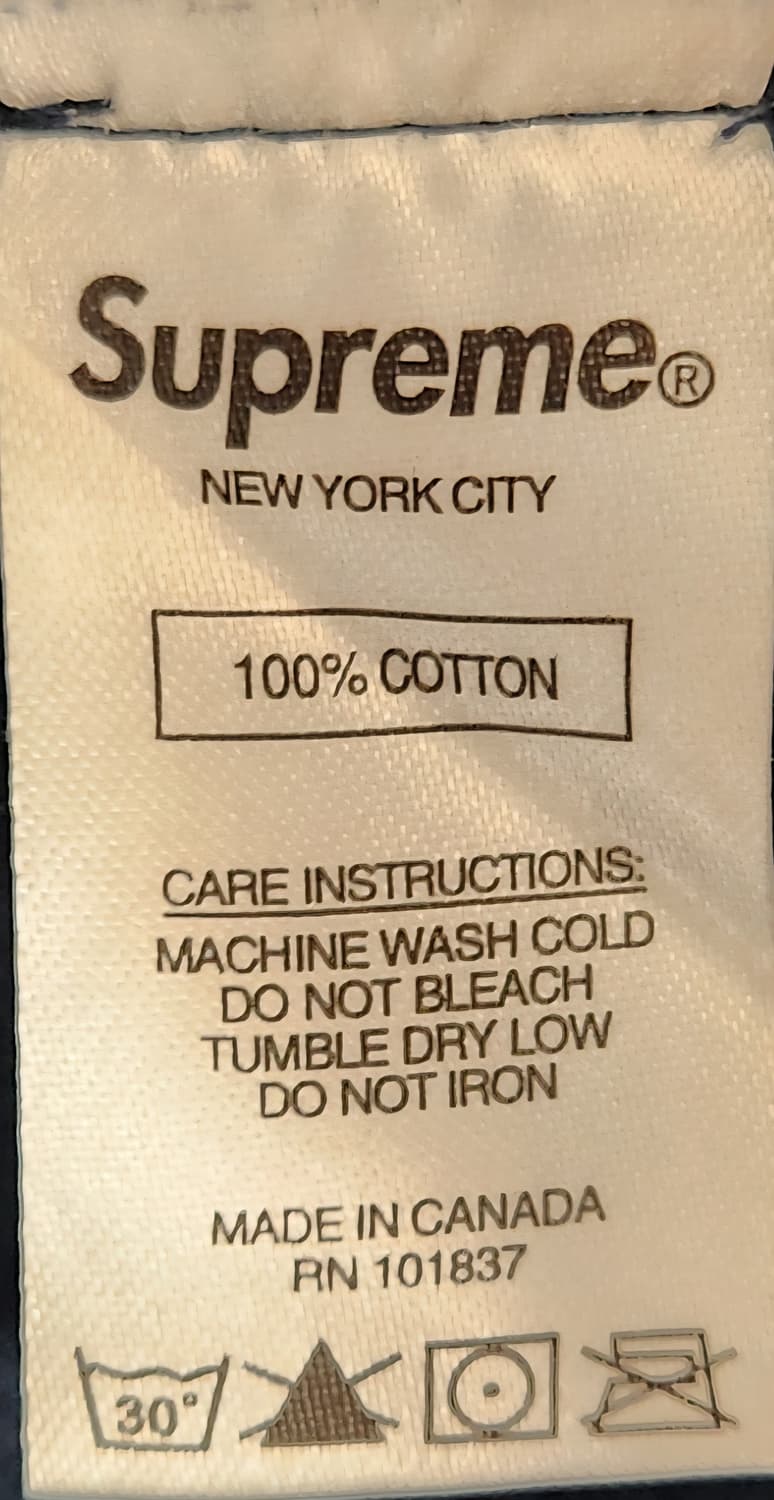 Supreme®
NEW YORK CITY
100% COTTON
CARE INSTRUCTIONS:
MACHINE WASH COLD
DO NOT BLEACH
TUMBLE DRY LOW
DO NOT IRON
MADE IN CANADA
RN 101837
30°